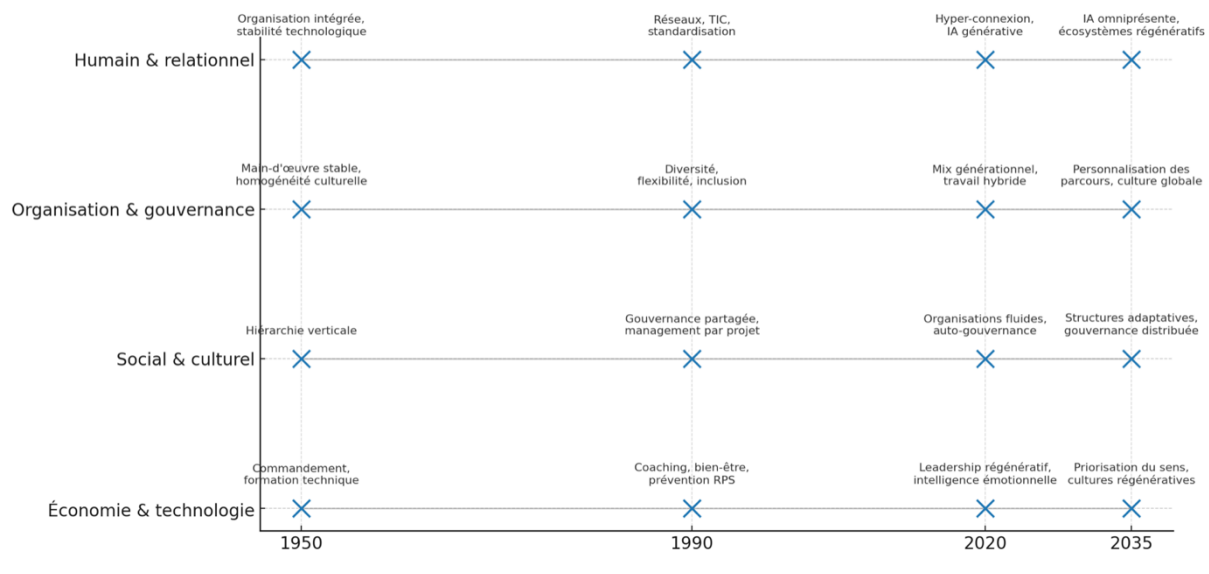 Organisation intégrée,
stabilité technologique
Réseaux, TIC,
standardisation
Hyper-connexion,
IA générative
IA omniprésente,
écosystèmes régénératifs
Humain & relationnel
Main-d'œuvre stable,
homogénéité culturelle
Diversité,
flexibilité, inclusion
Mix générationnel,
travail hybride
Personnalisation des
parcours, culture globale
Organisation & gouvernance
Hiérarchie verticale
Gouvernance partagée,
management par projet
Organisations fluides,
auto-gouvernance
Structures adaptatives,
gouvernance distribuée
Social & culturel
Commandement,
formation technique
Coaching, bien-être,
prévention RPS
Leadership régénératif,
intelligence émotionnelle
Priorisation du sens,
cultures régénératives
Économie & technologie
1950
1990
2020
2035